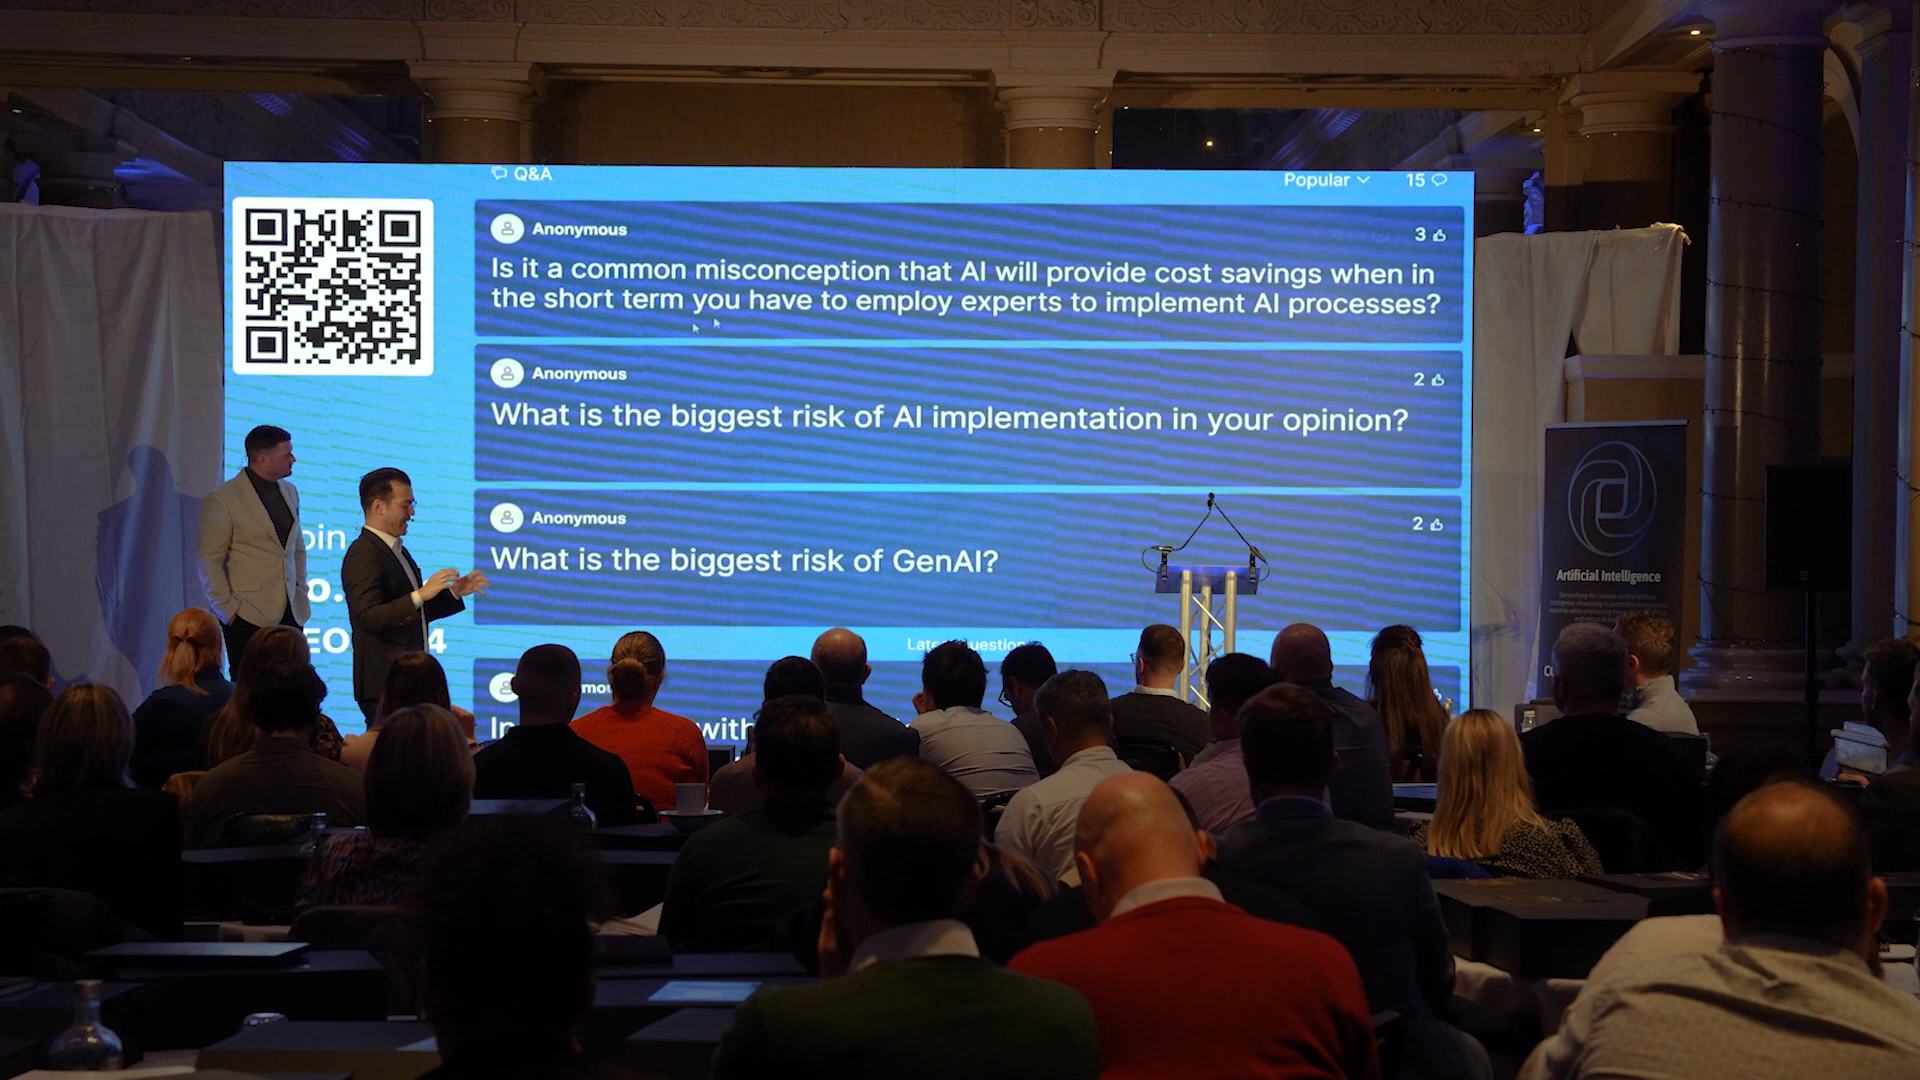 Q&A
Popular
15
Anonymous
3
Is it a common misconception that AI will provide cost savings when in
the short term you have to employ experts to implement AI processes?
Anonymous
2
What is the biggest risk of AI implementation in your opinion?
Anonymous
2
What is the biggest risk of GenAI?
Artificial Intelligence